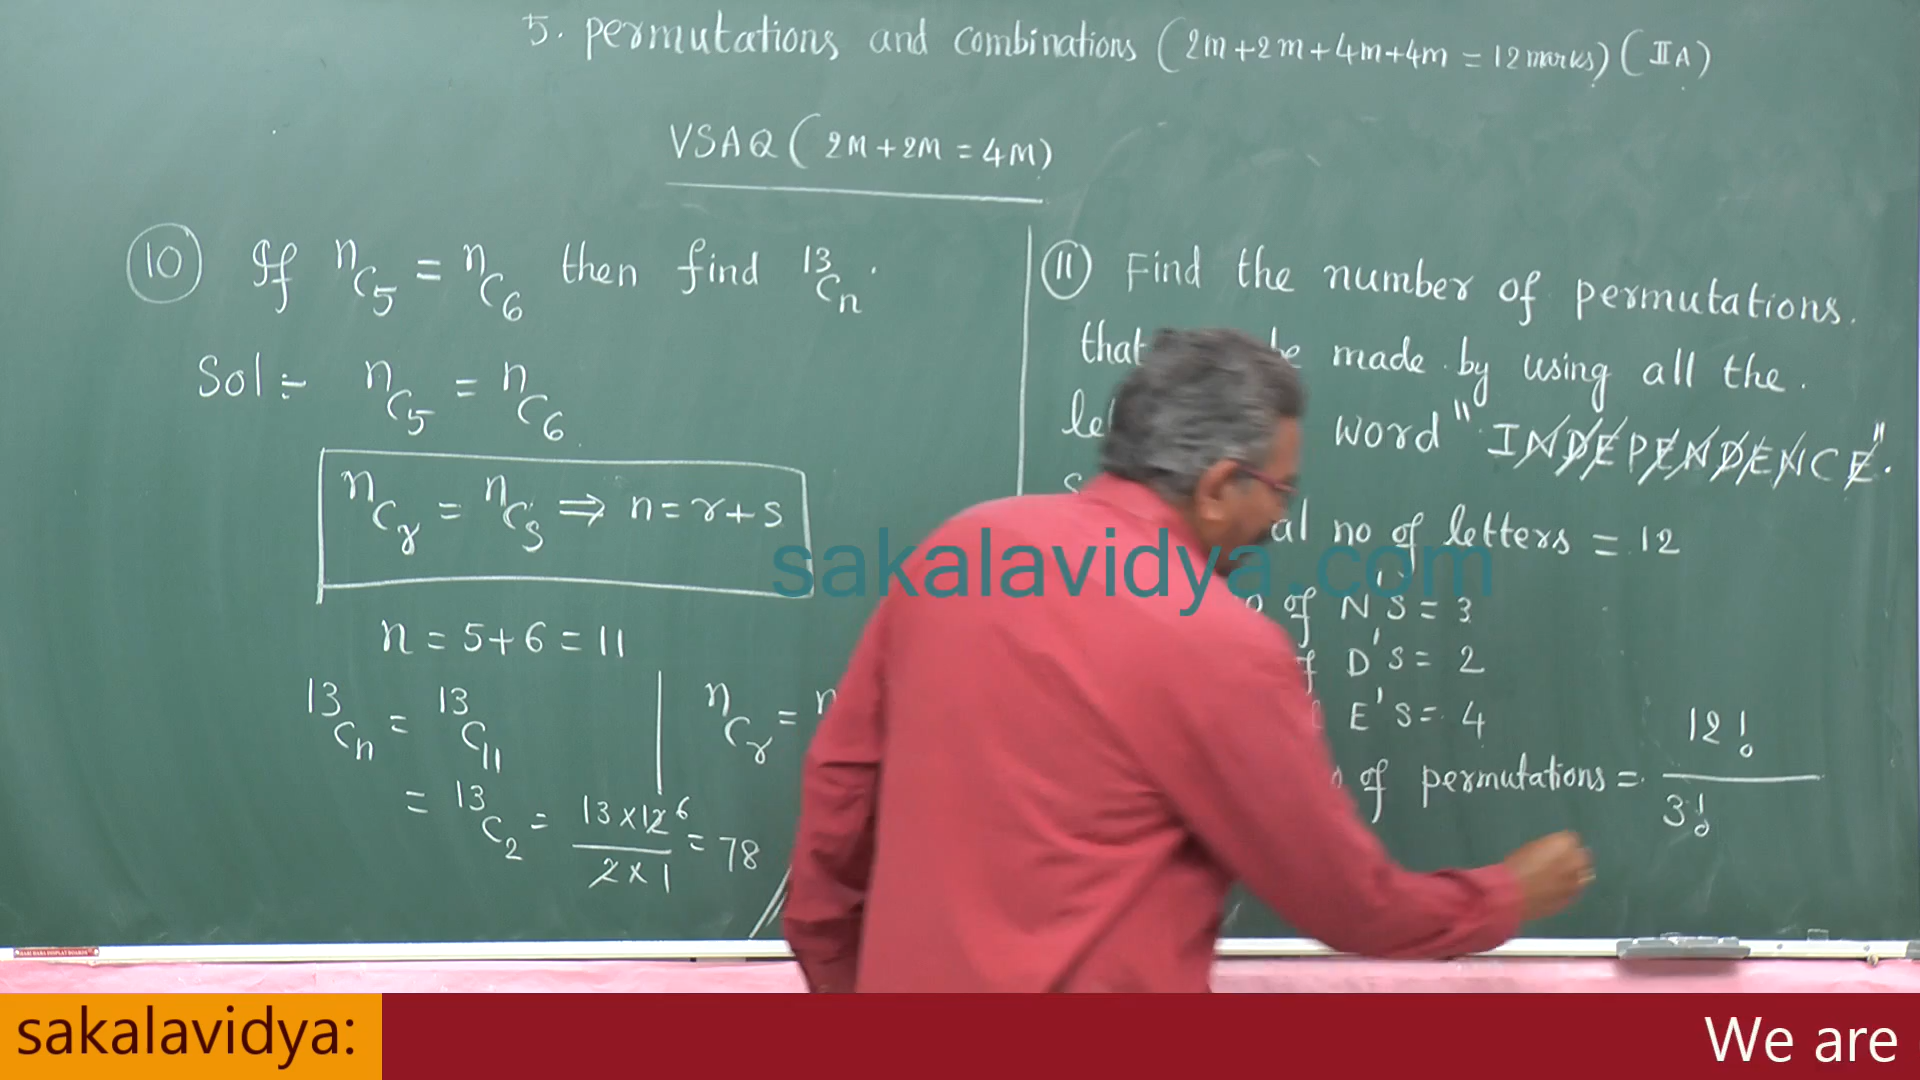 5. permutations and combinations (2m+2m+4m+4m = 12 marks) (IIA)
VSAQ (2M+2M = 4M)
10 If nC5 = nC6 then find 13Cn.
Sol:- nC5 = nC6
nCr = nCs ⇒ n = r+s
n = 5+6 = 11
13Cn = 13C11
= 13C2 = 13×12 6 / 2×1 = 78
nCr = n
11 Find the number of permutations.
that be made by using all the.
le word "INDEPENDENCE".
al no of letters = 12
of N'S = 3
D'S = 2
E'S = 4
of permutations = 12! / 3!
sakalavidya.com
sakalavidya: We are